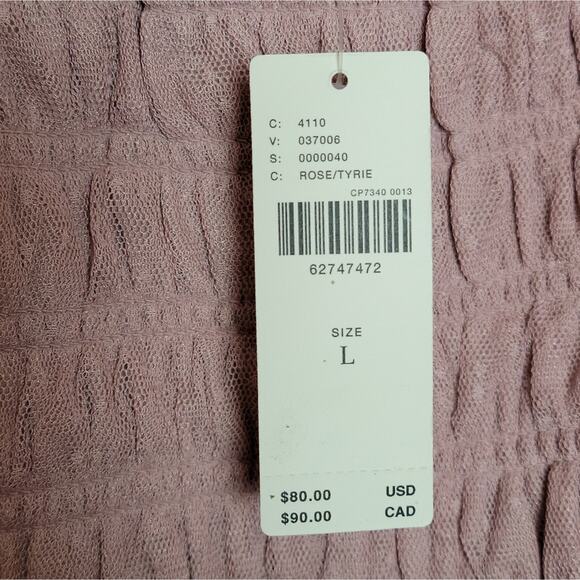 C: 4110
V: 037006
S: 0000040
C: ROSE/TYRIE
CP7340 0013
62747472
SIZE
L
$80.00 USD
$90.00 CAD